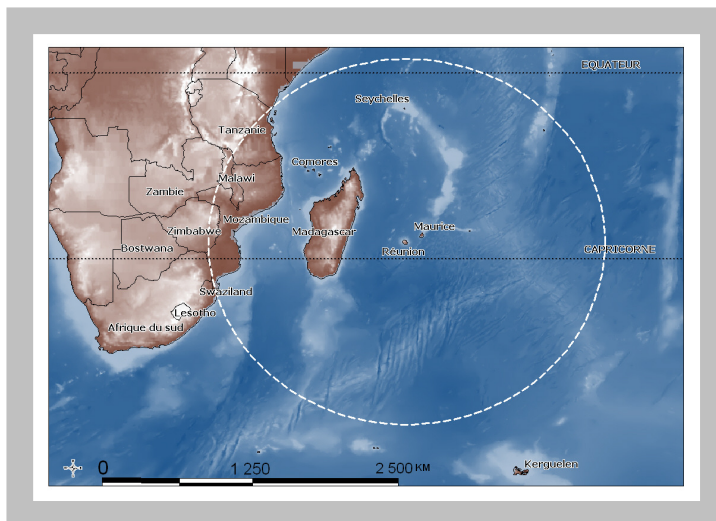 EQUATEUR
Seychelles
Tanzanie
Comores
Malawi
Zambie
Mozambique
Maurice
Zimbabwe
Madagascar
Bostwana
Réunion
CAPRICORNE
Swaziland
Lesotho
Afrique du sud
Kerguelen
0 1 250 2 500 KM